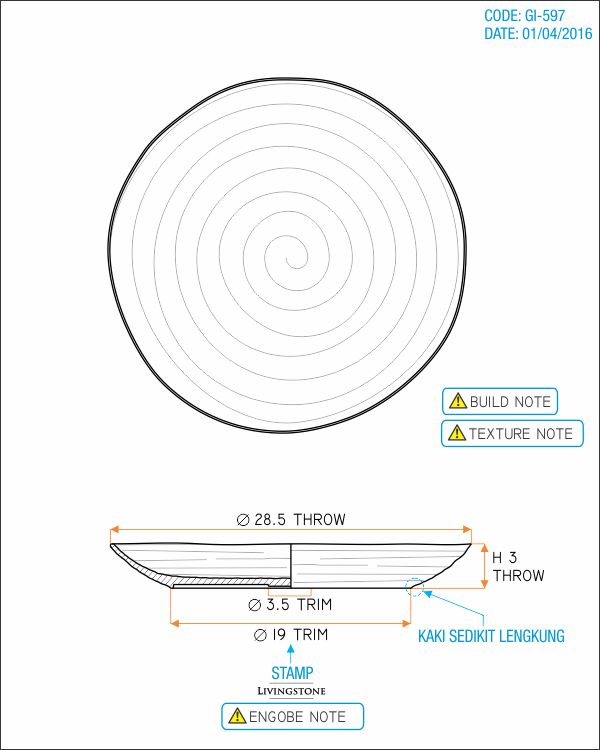 CODE: GI-597
DATE: 01/04/2016
BUILD NOTE
TEXTURE NOTE
∅ 28.5 THROW
H 3
THROW
∅ 3.5 TRIM
∅ 19 TRIM
KAKI SEDIKIT LENGKUNG
STAMP
LIVINGSTONE
ENGOBE NOTE